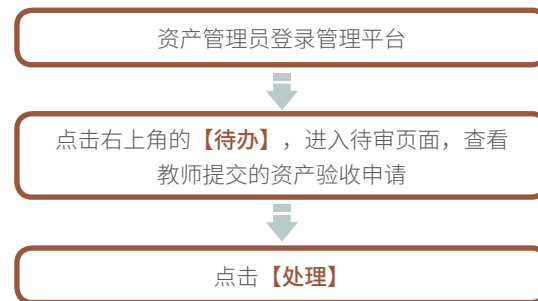 资产管理员登录管理平台
点击右上角的【待办】，进入待审页面，查看
教师提交的资产验收申请
点击【处理】